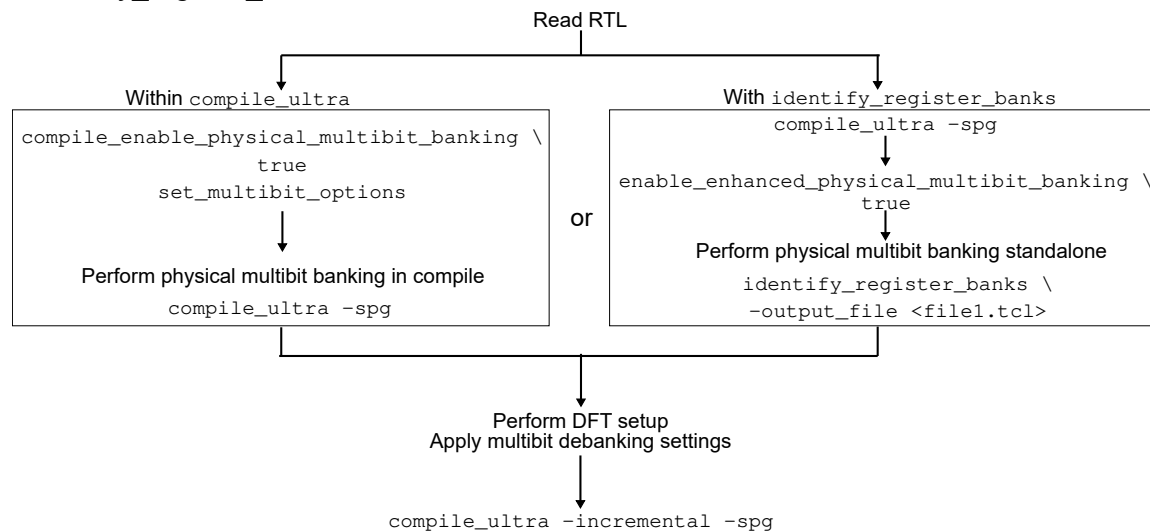 Read RTL
Within compile_ultra
compile_enable_physical_multibit_banking \
true
set_multibit_options
Perform physical multibit banking in compile
compile_ultra -spg
or
With identify_register_banks
compile_ultra -spg
enable_enhanced_physical_multibit_banking \
true
Perform physical multibit banking standalone
identify_register_banks \
-output_file <file1.tcl>
Perform DFT setup
Apply multibit debanking settings
compile_ultra -incremental -spg